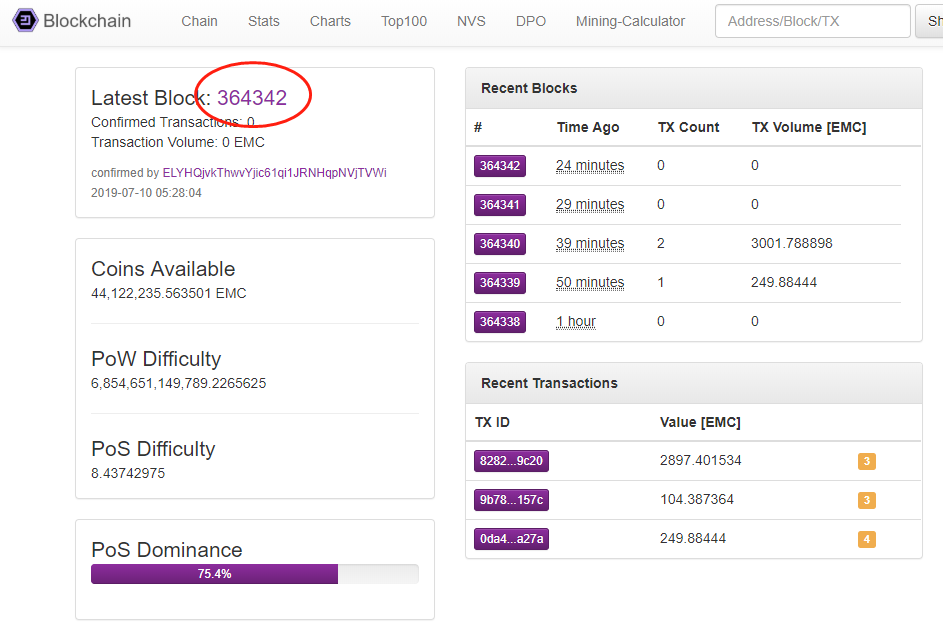 Blockchain Chain Stats Charts Top100 NVS DPO Mining-Calculator Address/Block/TX Sh
Latest Block: 364342
Confirmed Transactions: 0
Transaction Volume: 0 EMC
confirmed by ELYHQjvkThwvYjic61qi1JRNHqpNVjTVWi
2019-07-10 05:28:04
Coins Available
44,122,235.563501 EMC
PoW Difficulty
6,854,651,149,789.2265625
PoS Difficulty
8.43742975
PoS Dominance
75.4%
Recent Blocks
# Time Ago TX Count TX Volume [EMC]
364342 24 minutes 0 0
364341 29 minutes 0 0
364340 39 minutes 2 3001.788898
364339 50 minutes 1 249.88444
364338 1 hour 0 0
Recent Transactions
TX ID Value [EMC]
8282...9c20 2897.401534 3
9b78...157c 104.387364 3
0da4...a27a 249.88444 4